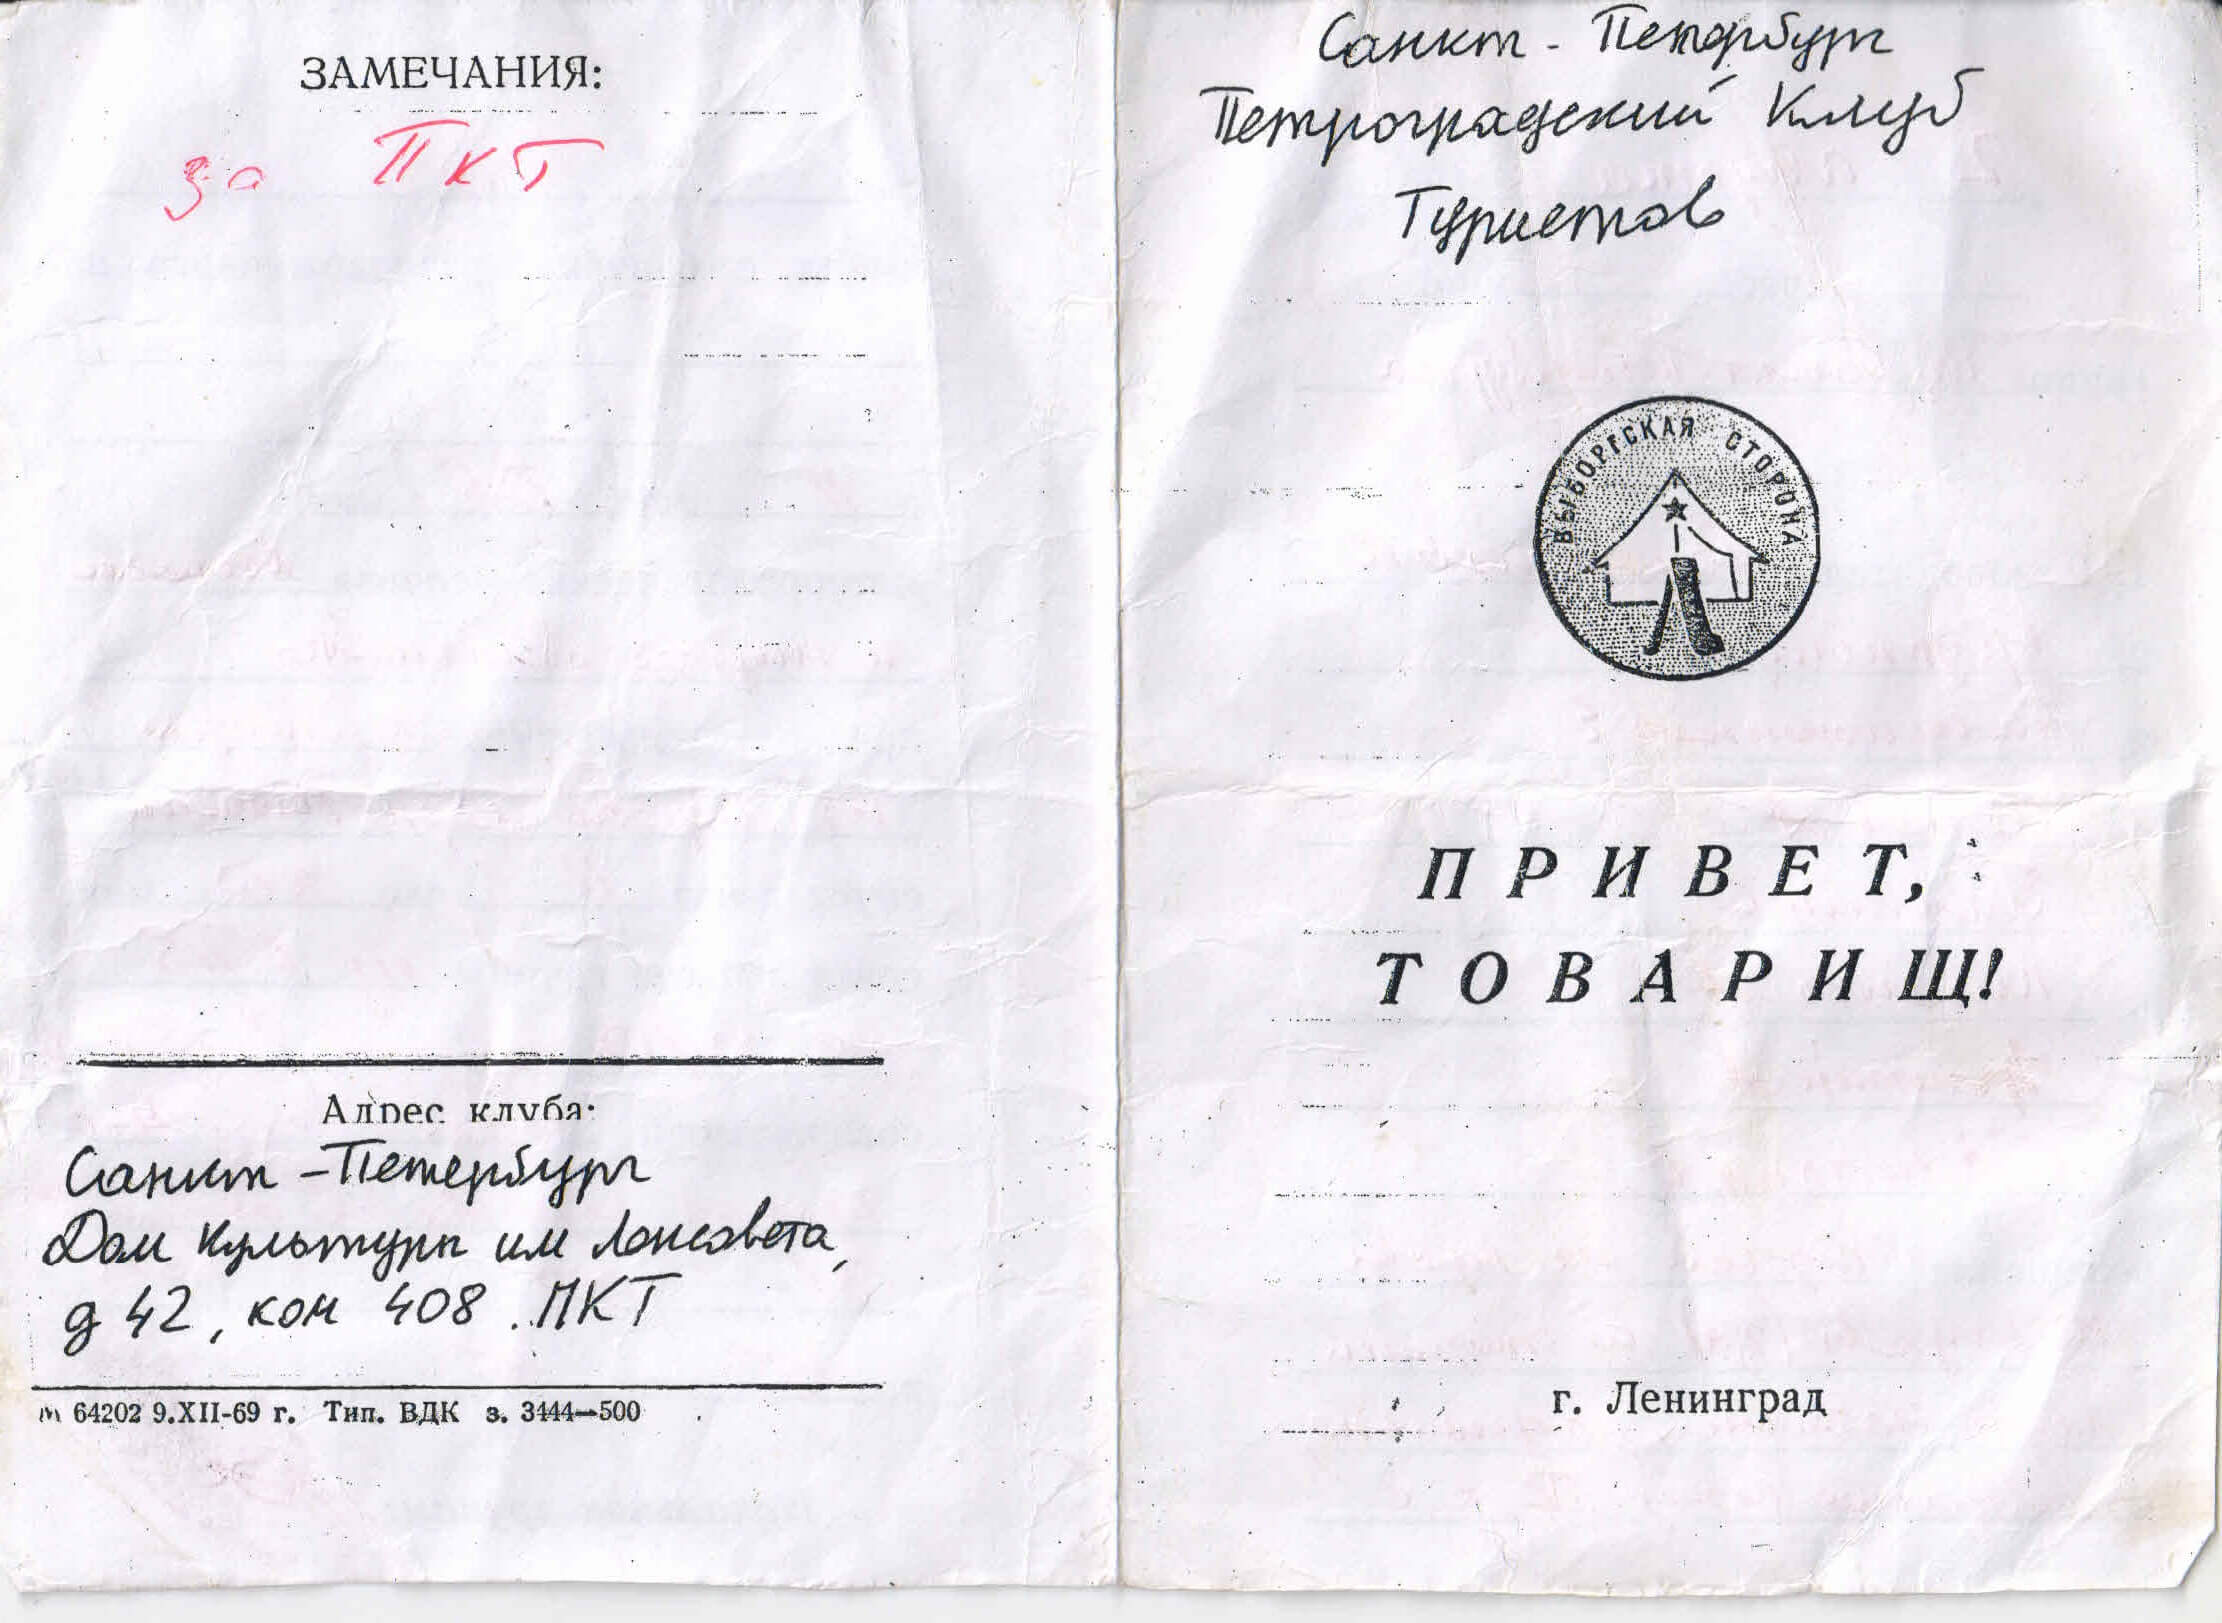 ЗАМЕЧАНИЯ:
за ПКТ
Адрес клуба:
Санкт-Петербург
Дом Культуры им Ленсовета,
д 42, ком 408. ПКТ
64202 9.XII-69 г. Тип. ВДК з. 3444—500
Санкт-Петербург
Петроградский Клуб
Туристов
ВЫБОРГСКАЯ СТОРОНА
ПРИВЕТ,
ТОВАРИЩ!
г. Ленинград